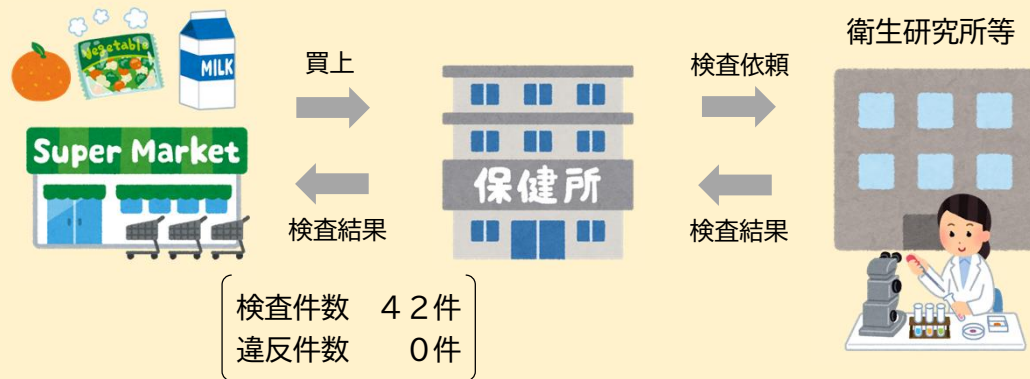 衛生研究所等
Vegetable
MILK
買上
検査依頼
Super Market
保健所
検査結果
検査結果
検査件数 42件
違反件数 0件